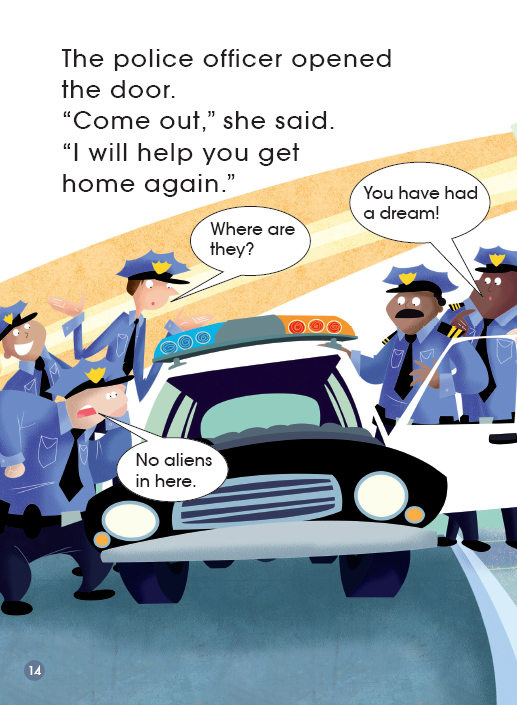 The police officer opened
the door.
“Come out,” she said.
“I will help you get
home again.”
You have had
a dream!
Where are
they?
No aliens
in here.
14